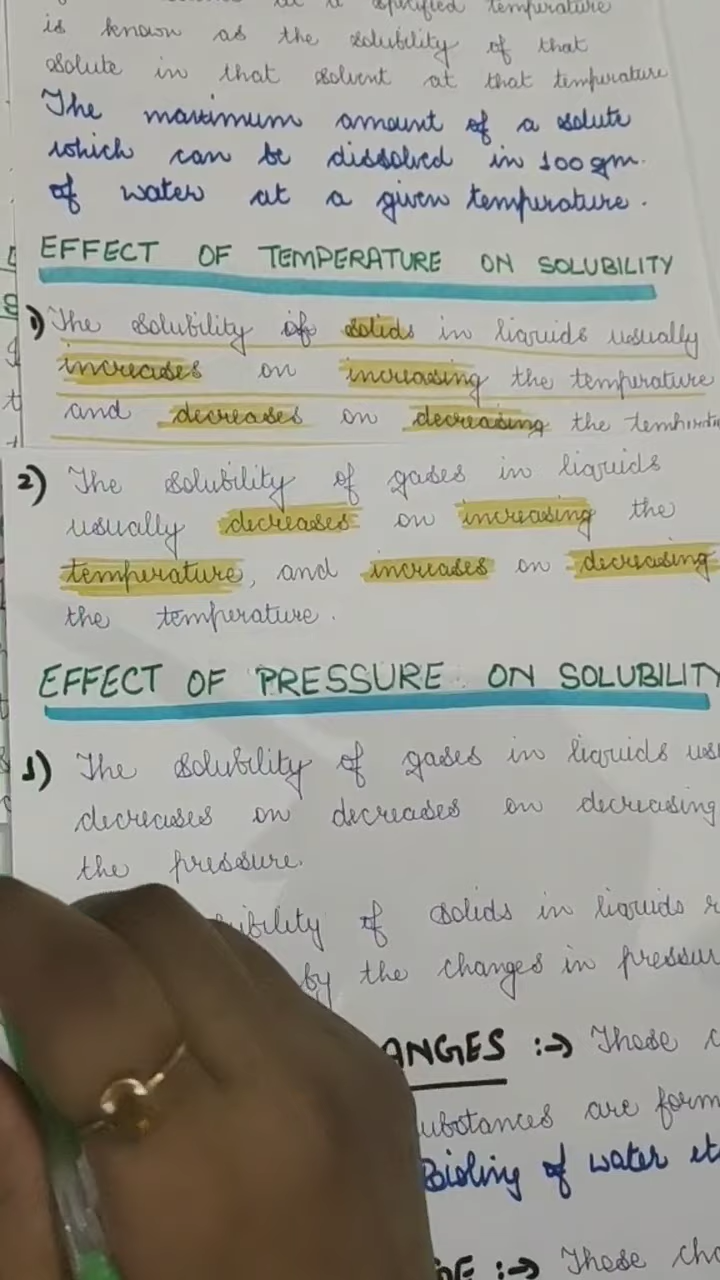 specified temperature
is known as the solubility of that
solute in that solvent at that temperature
The maximum amount of a solute
which can be dissolved in 100 gm.
of water at a given temperature.
EFFECT OF TEMPERATURE ON SOLUBILITY
1) The solubility of solids in liquids usually
increases on increasing the temperature
and decreases on decreasing the
2) The solubility of gases in liquids
usually decreases on increasing the
temperature, and increases on decreasing
the temperature.
EFFECT OF PRESSURE ON SOLUBILITY
1) The solubility of gases in liquids
decreases on decreases on decreasing
the pressure.
of solids in liquids
by the changes in
ANGES :→ These
ubstances are
Bioling of water
:→ These